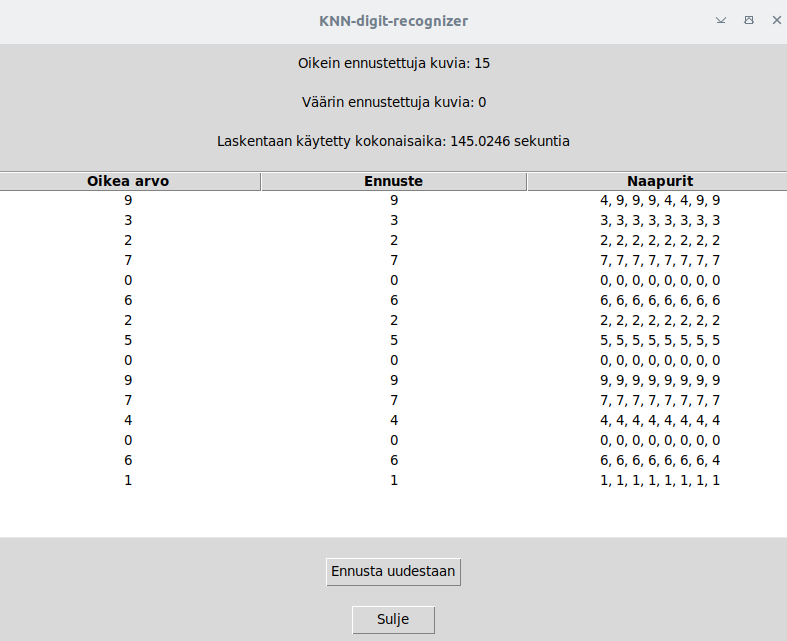 KNN-digit-recognizer
Oikein ennustettuja kuvia: 15
Väärin ennustettuja kuvia: 0
Laskentaan käytetty kokonaisaika: 145.0246 sekuntia
Oikea arvo Ennuste Naapurit
9 9 4, 9, 9, 9, 4, 4, 9, 9
3 3 3, 3, 3, 3, 3, 3, 3, 3
2 2 2, 2, 2, 2, 2, 2, 2, 2
7 7 7, 7, 7, 7, 7, 7, 7, 7
0 0 0, 0, 0, 0, 0, 0, 0, 0
6 6 6, 6, 6, 6, 6, 6, 6, 6
2 2 2, 2, 2, 2, 2, 2, 2, 2
5 5 5, 5, 5, 5, 5, 5, 5, 5
0 0 0, 0, 0, 0, 0, 0, 0, 0
9 9 9, 9, 9, 9, 9, 9, 9, 9
7 7 7, 7, 7, 7, 7, 7, 7, 7
4 4 4, 4, 4, 4, 4, 4, 4, 4
0 0 0, 0, 0, 0, 0, 0, 0, 0
6 6 6, 6, 6, 6, 6, 6, 6, 4
1 1 1, 1, 1, 1, 1, 1, 1, 1
Ennusta uudestaan
Sulje